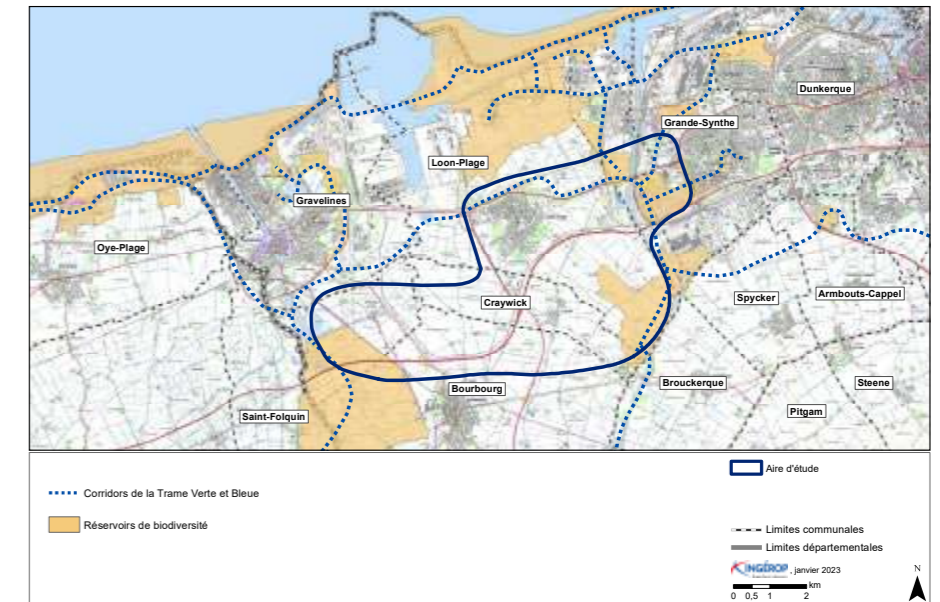 Dunkerque
Grande-Synthe
Loon-Plage
Gravelines
Oye-Plage
Craywick
Spycker
Armbouts-Cappel
Bourbourg
Brouckerque
Steene
Saint-Folquin
Pitgam
Aire d'étude
Corridors de la Trame Verte et Bleue
Réservoirs de biodiversité
Limites communales
Limites départementales
INGÉROP, janvier 2023
km
0 0,5 1 2
N